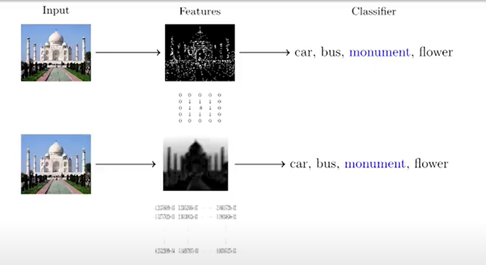 Input Features Classifier
car, bus, monument, flower
0 0 0 0 0
0 1 1 1 0
0 1 8 1 0
0 1 1 1 0
0 0 0 0 0
car, bus, monument, flower